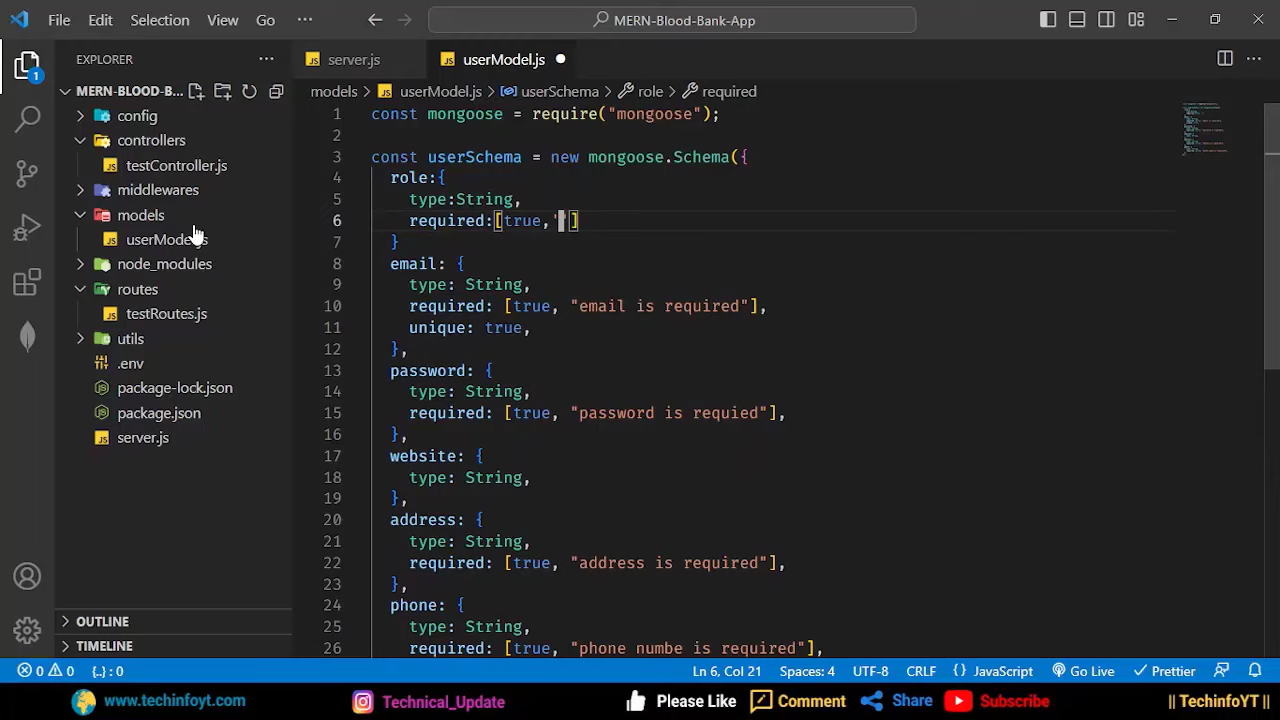 File Edit Selection View Go ··· MERN-Blood-Bank-App
EXPLORER ···
server.js
userModel.js
MERN-BLOOD-B...
models > userModel.js > userSchema > role > required
config
controllers
testController.js
middlewares
models
node_modules
routes
testRoutes.js
utils
.env
package-lock.json
package.json
server.js
OUTLINE
TIMELINE
1
1 const mongoose = require("mongoose");
2
3 const userSchema = new mongoose.Schema({
4 role:{
5 type:String,
6 required:[true,'']
7 }
8 email: {
9 type: String,
10 required: [true, "email is required"],
11 unique: true,
12 },
13 password: {
14 type: String,
15 required: [true, "password is requied"],
16 },
17 website: {
18 type: String,
19 },
20 address: {
21 type: String,
22 required: [true, "address is required"],
23 },
24 phone: {
25 type: String,
26 required: [true, "phone numbe is required"],
0 0 {..} : 0 Ln 6, Col 21 Spaces: 4 UTF-8 CRLF {} JavaScript Go Live Prettier
www.techinfoyt.com Technical_Update Please Like Comment Share Subscribe || TechinfoYT ||